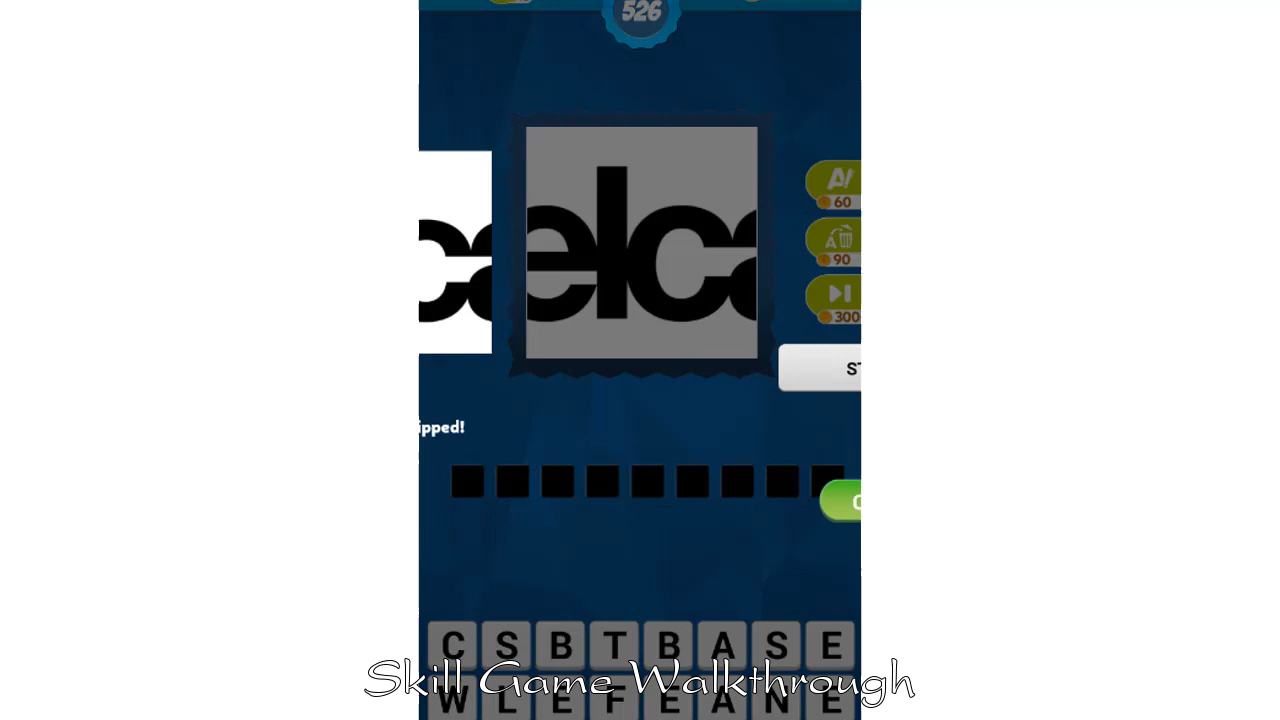 526
elca
ca
A!
60
A
90
300
ST
ipped!
C
C S B T B A S E
W L E F E A N E
Skill Game Walkthrough